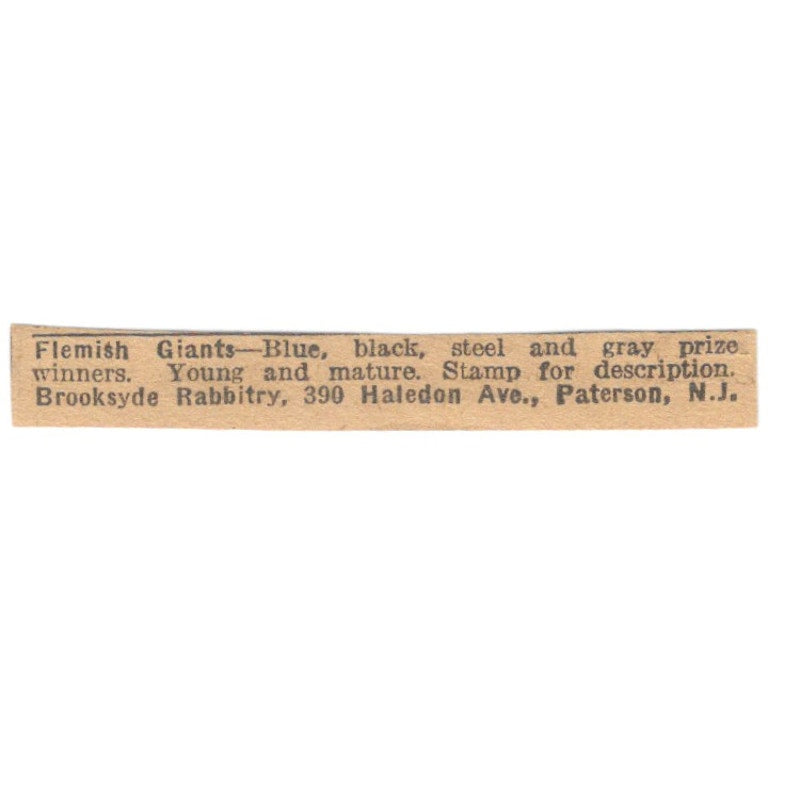 Flemish Giants—Blue, black, steel and gray prize
winners. Young and mature. Stamp for description.
Brooksyde Rabbitry, 390 Haledon Ave., Paterson, N.J.